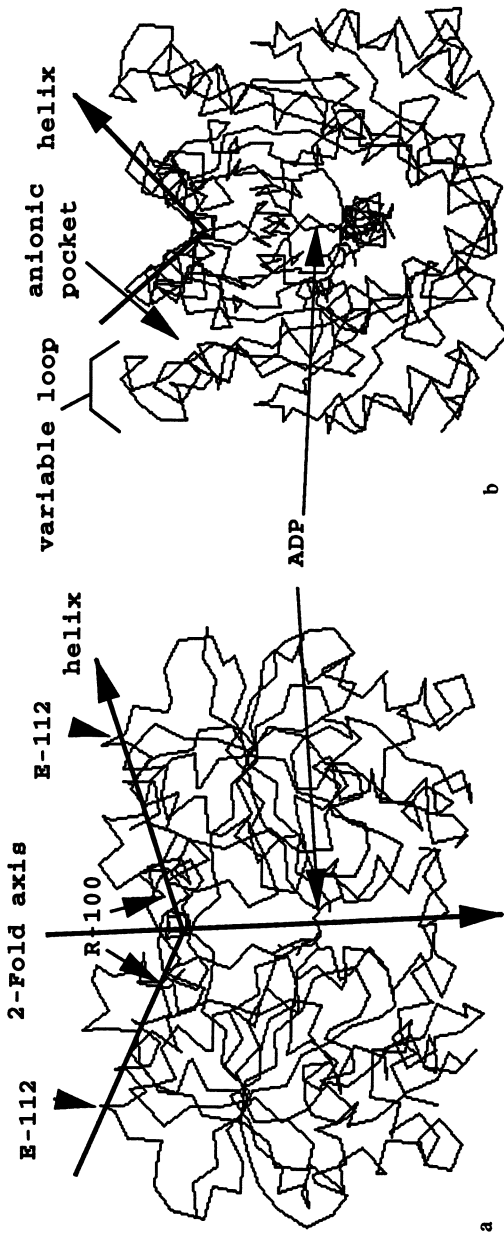 2-Fold axis
E-112
R-100
E-112
helix
ADP
a
variable loop
anionic
pocket
helix
b